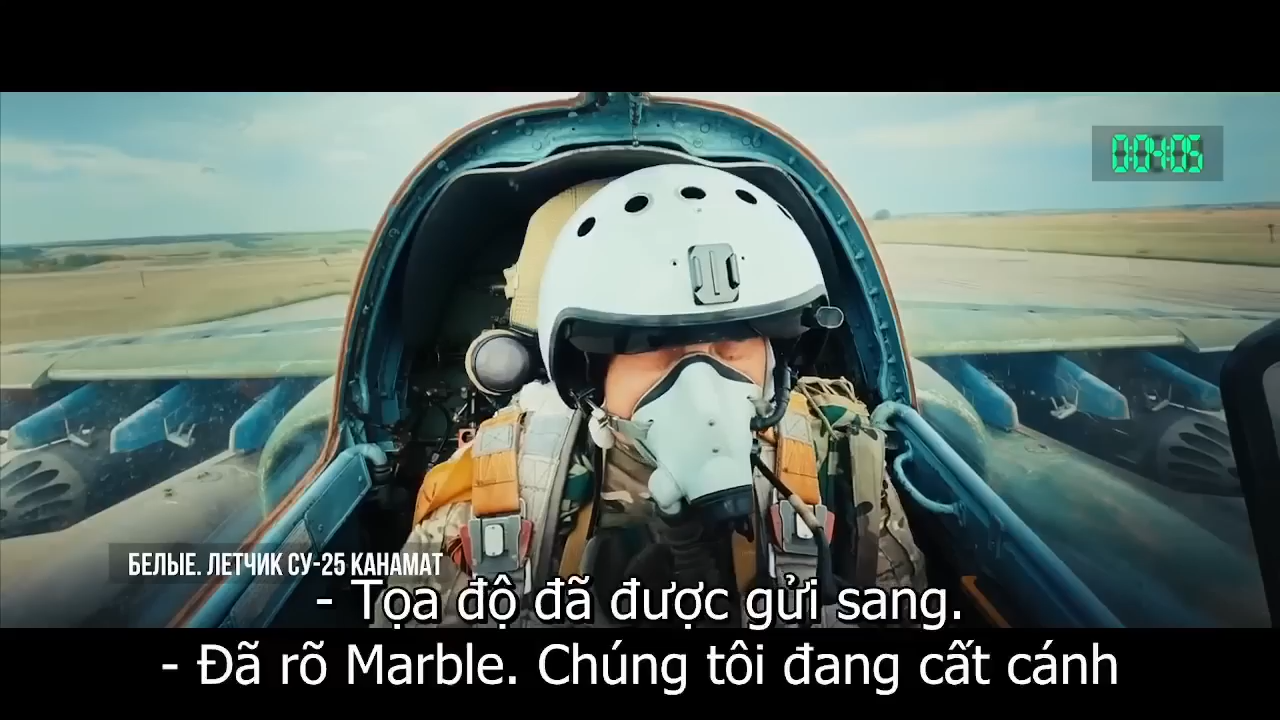 00:04:05
БЕЛЫЕ. ЛЕТЧИК СУ-25 КАНАМАТ
- Tọa độ đã được gửi sang.
- Đã rõ Marble. Chúng tôi đang cất cánh